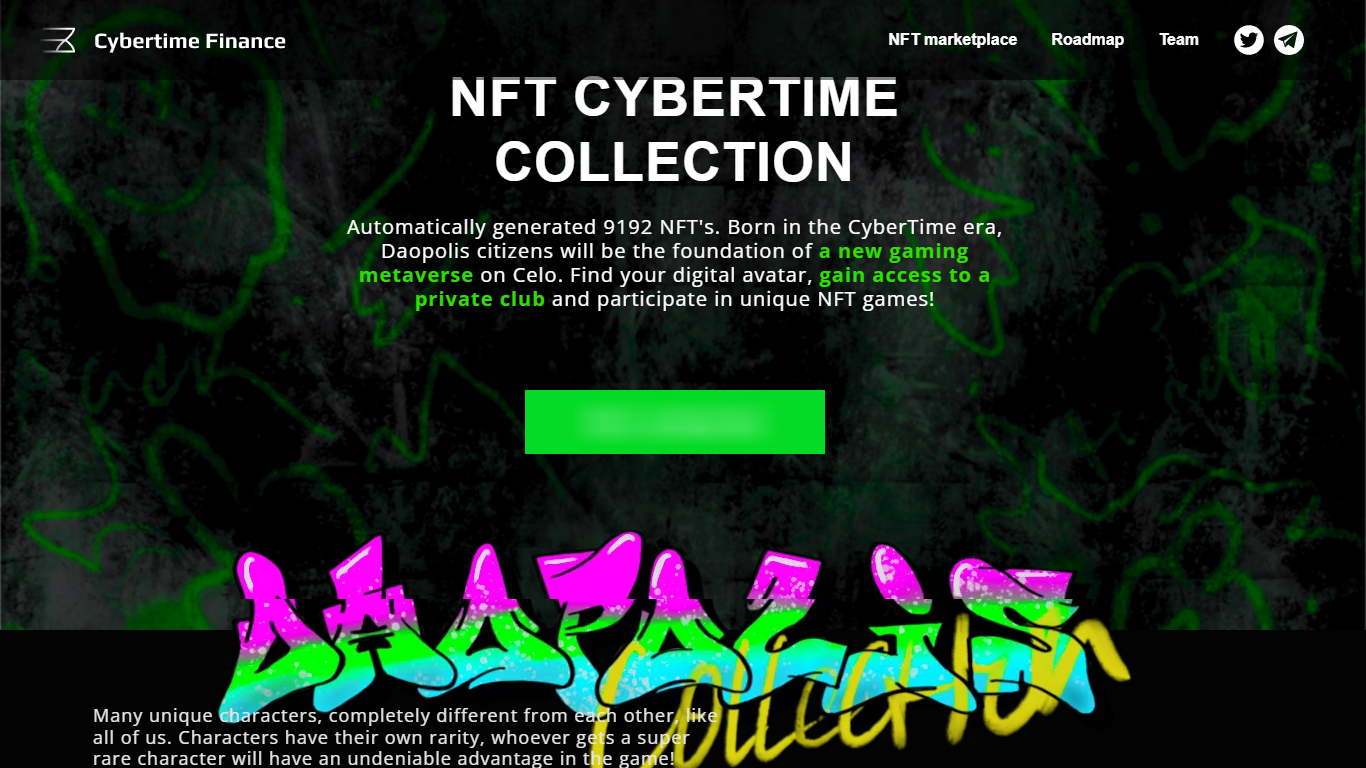 Cybertime Finance
NFT marketplace
Roadmap
Team
NFT CYBERTIME
COLLECTION
Automatically generated 9192 NFT's. Born in the CyberTime era,
Daopolis citizens will be the foundation of a new gaming
metaverse on Celo. Find your digital avatar, gain access to a
private club and participate in unique NFT games!
DAOPOLiS
Collection
Many unique characters, completely different from each other, like
all of us. Characters have their own rarity, whoever gets a super
rare character will have an undeniable advantage in the game!